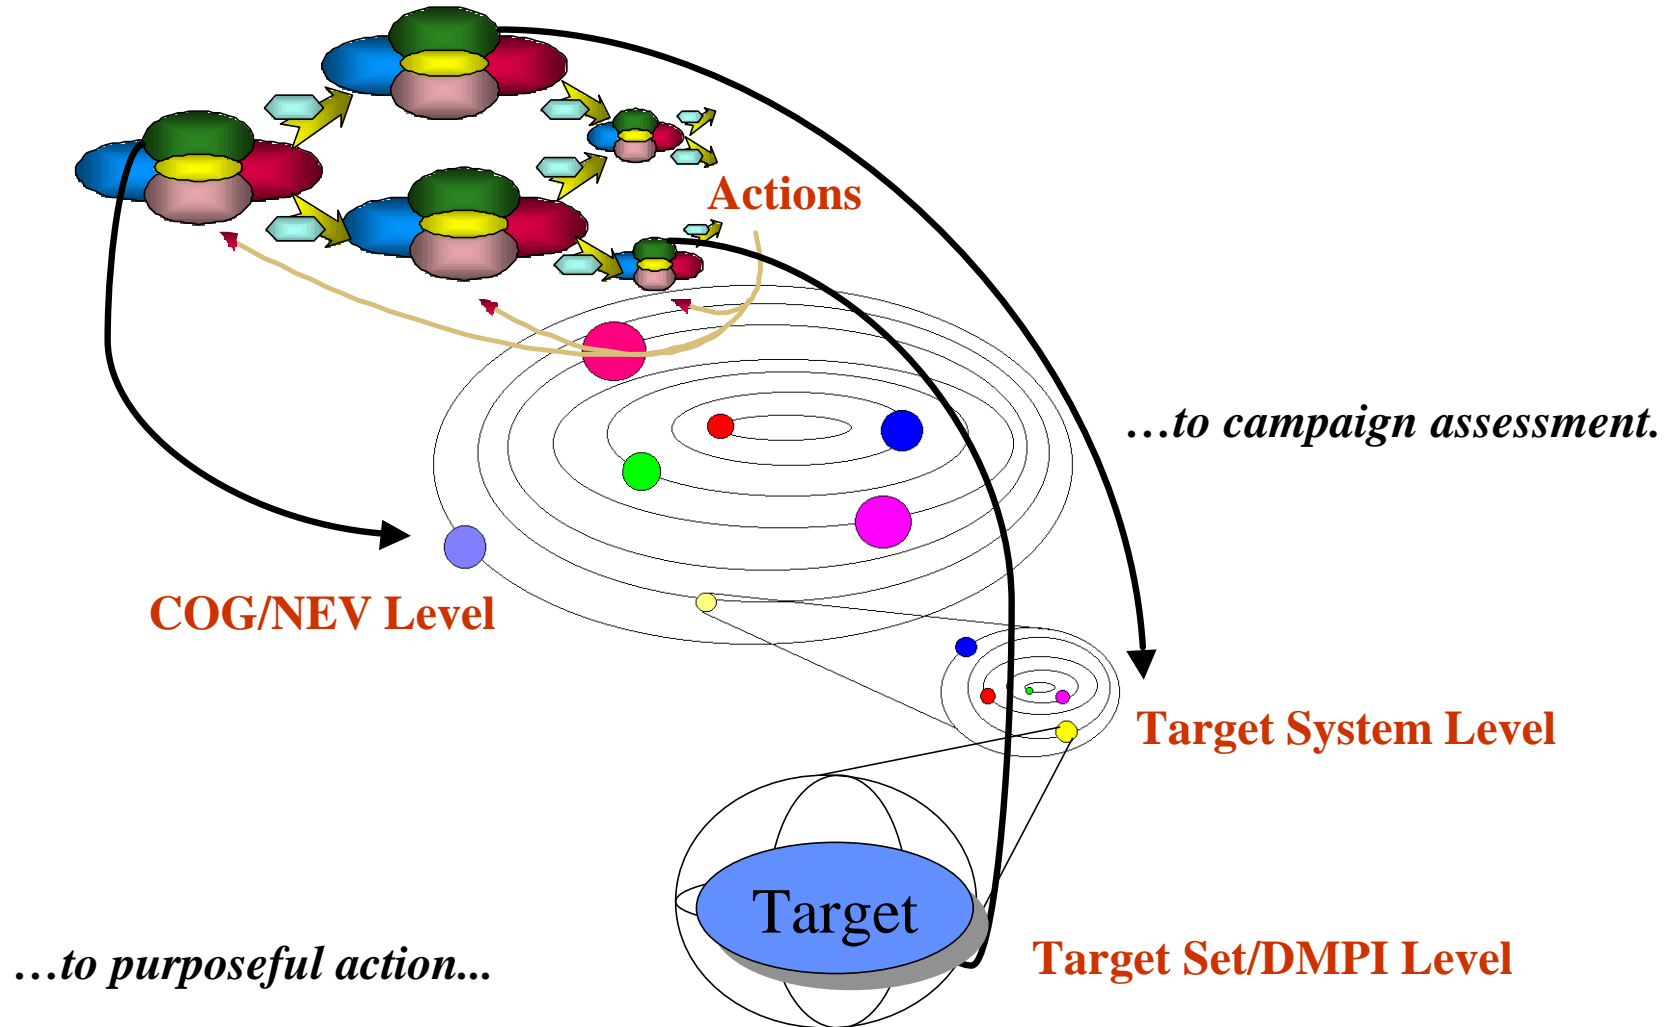 Actions
…to campaign assessment.
COG/NEV Level
Target System Level
Target
…to purposeful action...
Target Set/DMPI Level